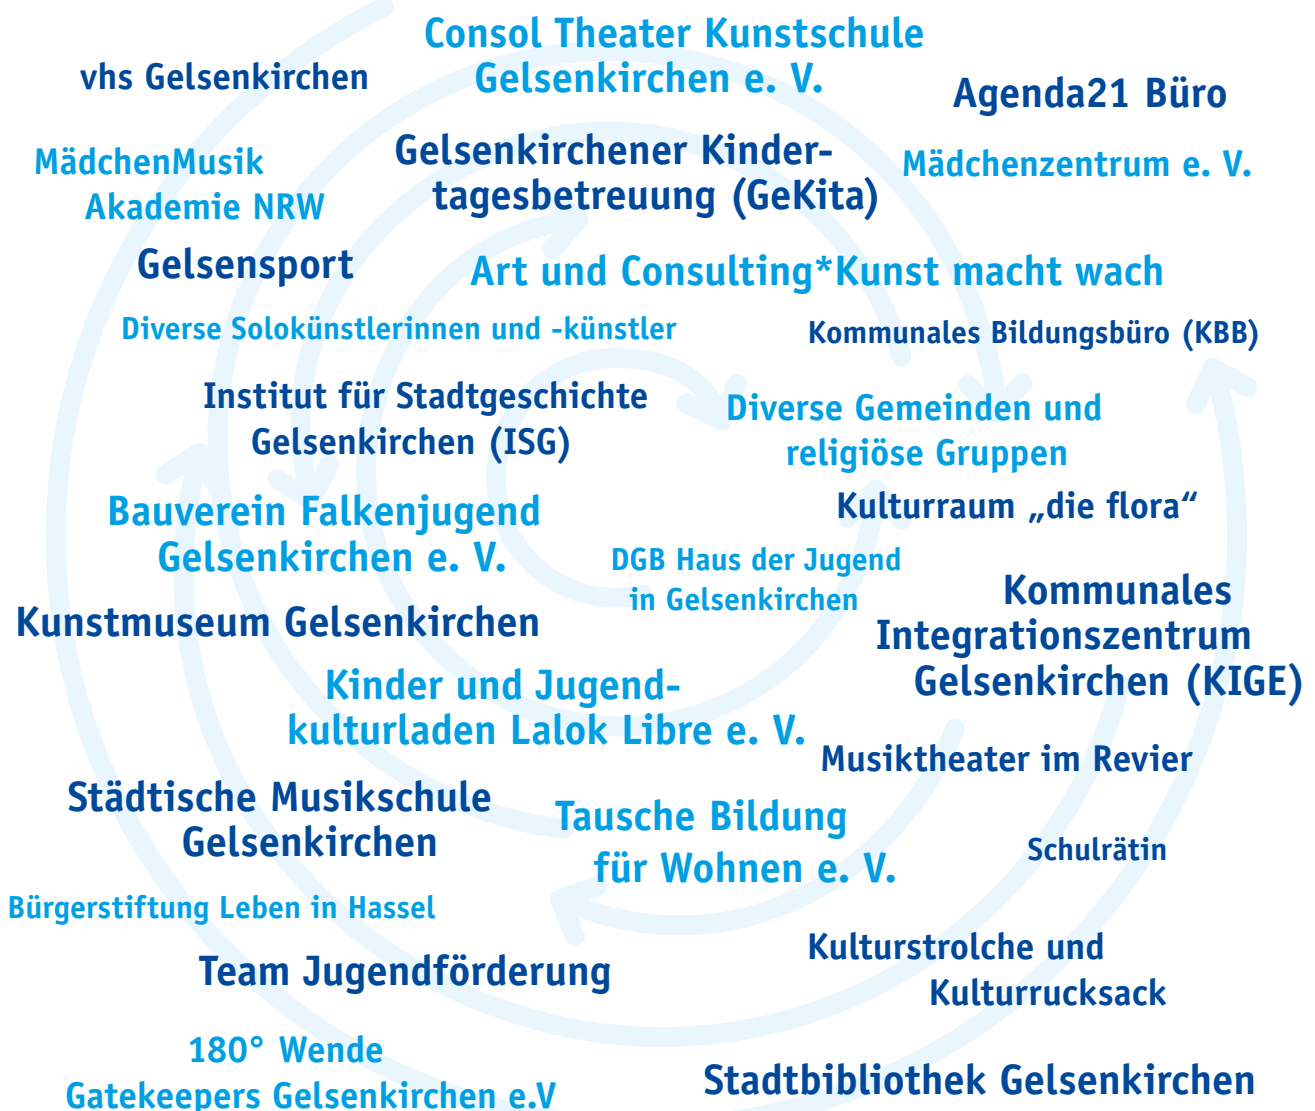 Consol Theater Kunstschule
Gelsenkirchen e. V.
vhs Gelsenkirchen
Agenda21 Büro
MädchenMusik
Akademie NRW
Gelsenkirchener Kinder-
tagesbetreuung (GeKita)
Mädchenzentrum e. V.
Gelsensport
Art und Consulting*Kunst macht wach
Diverse Solokünstlerinnen und -künstler
Kommunales Bildungsbüro (KBB)
Institut für Stadtgeschichte
Gelsenkirchen (ISG)
Diverse Gemeinden und
religiöse Gruppen
Bauverein Falkenjugend
Gelsenkirchen e. V.
Kulturraum „die flora“
DGB Haus der Jugend
in Gelsenkirchen
Kommunales
Integrationszentrum
Gelsenkirchen (KIGE)
Kunstmuseum Gelsenkirchen
Kinder und Jugend-
kulturladen Lalok Libre e. V.
Musiktheater im Revier
Städtische Musikschule
Gelsenkirchen
Tausche Bildung
für Wohnen e. V.
Schulrätin
Bürgerstiftung Leben in Hassel
Team Jugendförderung
Kulturstrolche und
Kulturrucksack
180° Wende
Gatekeepers Gelsenkirchen e.V
Stadtbibliothek Gelsenkirchen